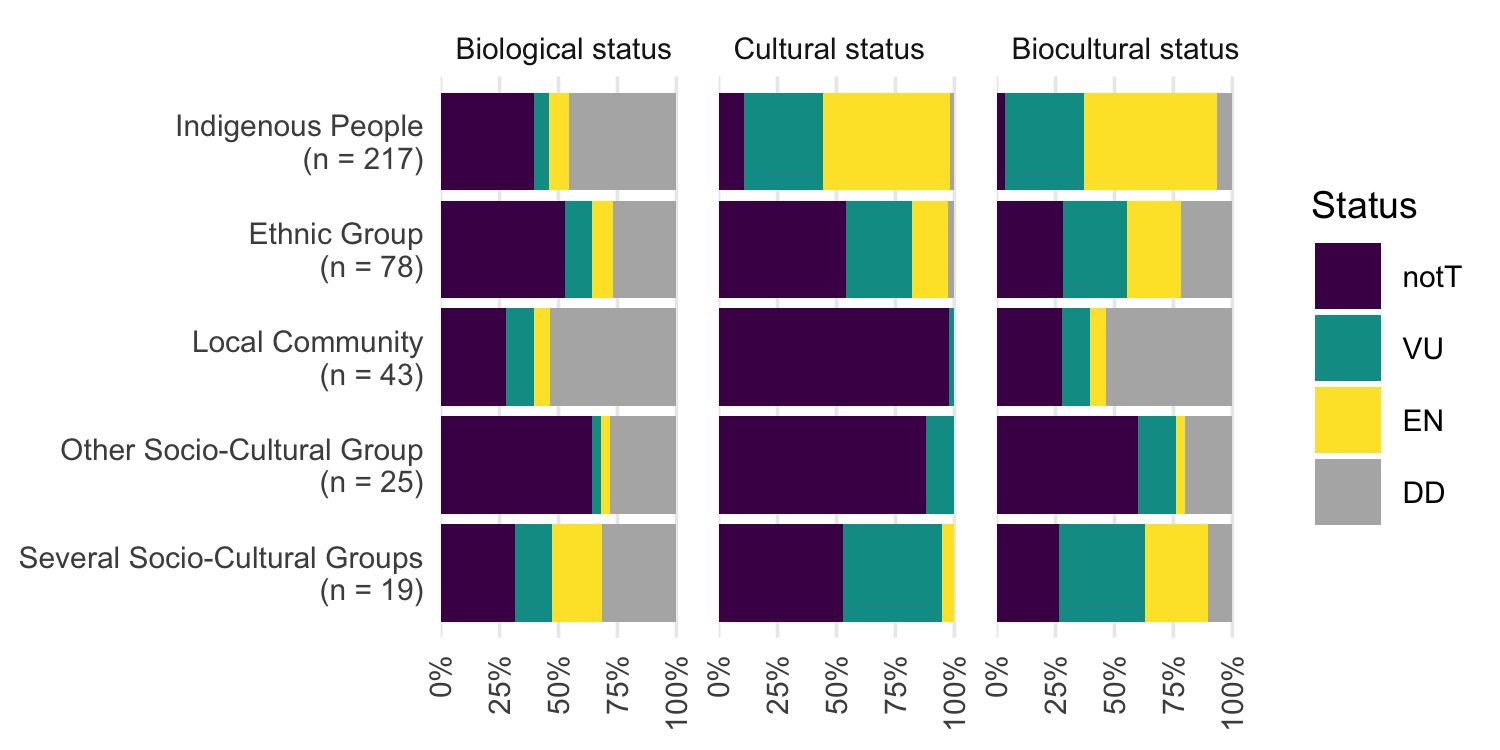 Biological status
Cultural status
Biocultural status
Indigenous People
(n = 217)
Ethnic Group
(n = 78)
Local Community
(n = 43)
Other Socio-Cultural Group
(n = 25)
Several Socio-Cultural Groups
(n = 19)
0%
25%
50%
75%
100%
0%
25%
50%
75%
100%
0%
25%
50%
75%
100%
Status
notT
VU
EN
DD